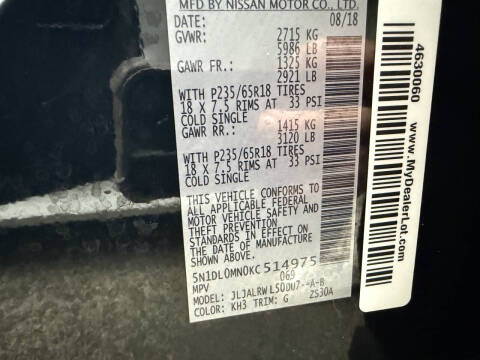 MFD BY NISSAN MOTOR CO., LTD.
08/18
GVWR: 2715 KG
5986 LB
GAWR FR.: 1325 KG
2921 LB
WITH P235/65R18 TIRES
18 X 7.5 RIMS AT 33 PSI
COLD SINGLE
GAWR RR.: 1415 KG
3120 LB
WITH P235/65R18 TIRES
18 X 7.5 RIMS AT 33 PSI
COLD SINGLE
THIS VEHICLE CONFORMS TO
ALL APPLICABLE FEDERAL
MOTOR VEHICLE SAFETY AND
THEFT PREVENTION
STANDARDS IN EFFECT ON
THE DATE OF MANUFACTURE
SHOWN ABOVE.
5N1DL0MN0KC514975
MPV 069
MODEL: JLJALRWL50UU7--A-B
COLOR: KH3 TRIM: G ZS30A
4630060
www.MyDealerLot.com